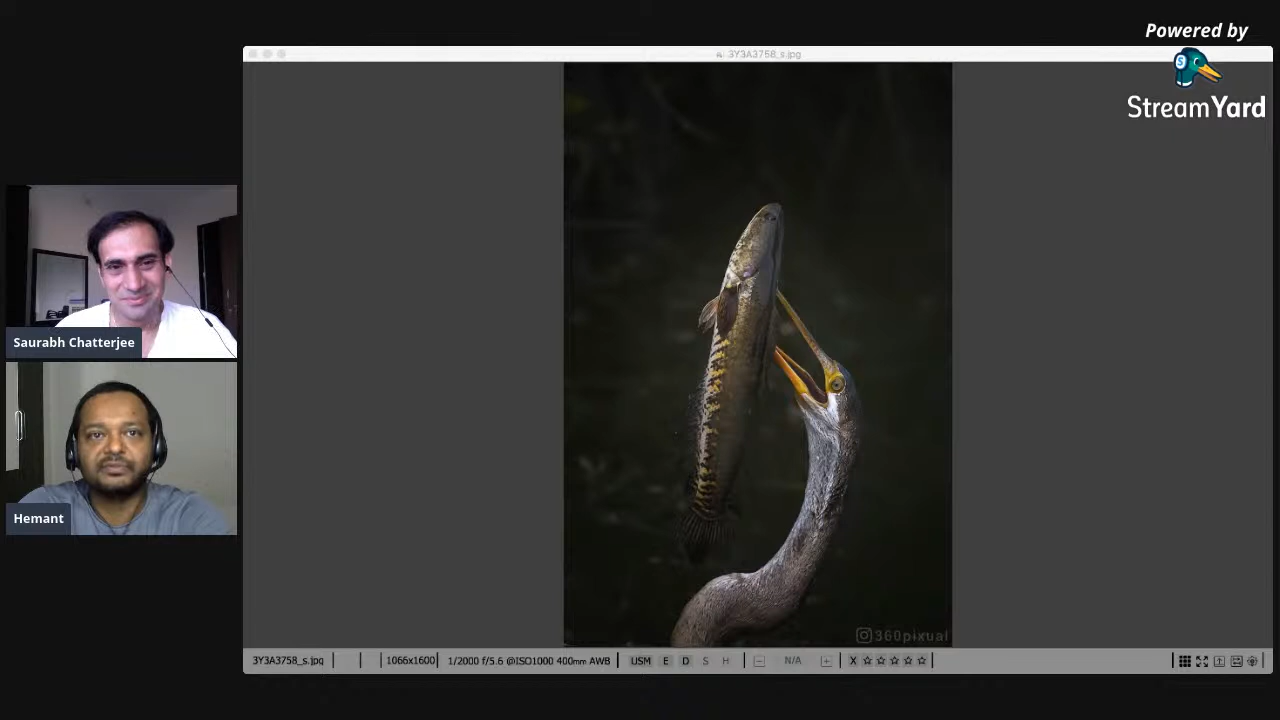 Powered by
StreamYard
3Y3A3758_s.jpg
Saurabh Chatterjee
Hemant
360pixual
3Y3A3758_s.jpg 1066x1600 1/2000 f/5.6 @ISO1000 400mm AWB USM E D S H N/A X